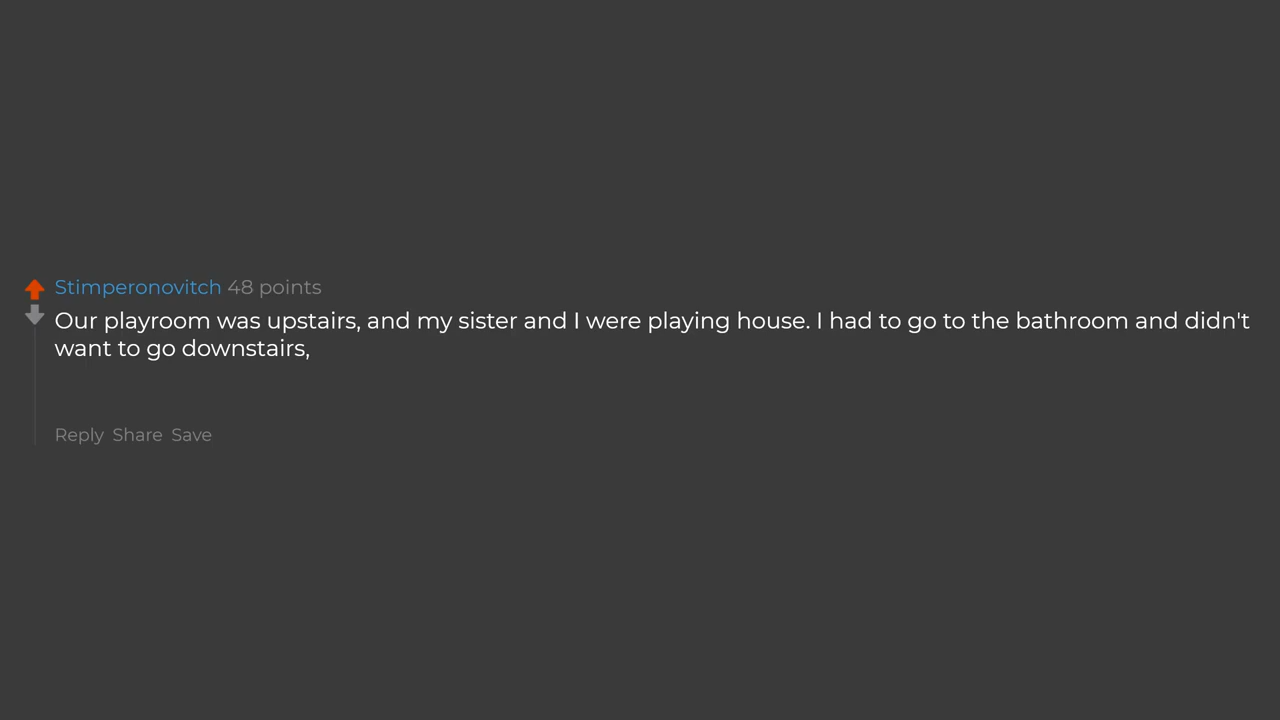 Stimperonovitch 48 points
Our playroom was upstairs, and my sister and I were playing house. I had to go to the bathroom and didn't
want to go downstairs,
Reply Share Save